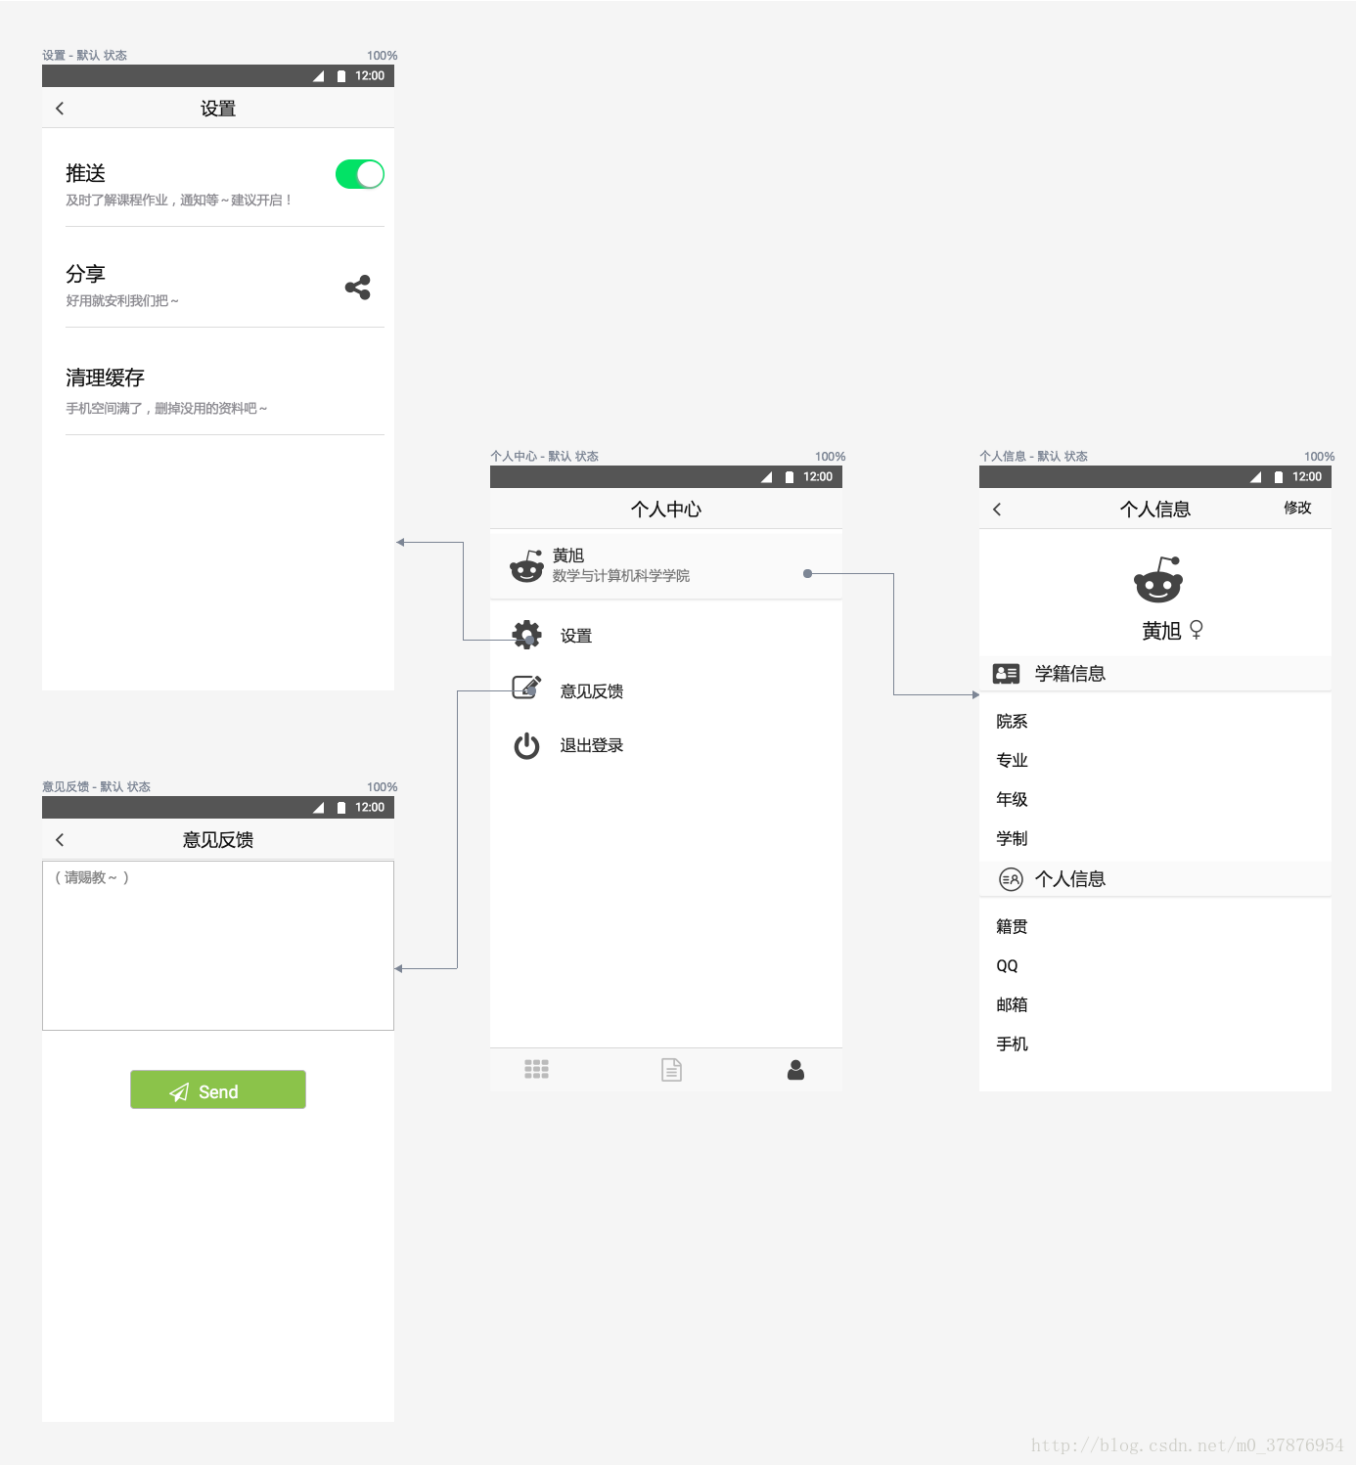 设置 - 默认 状态
100%
12:00
设置
推送
及时了解课程作业，通知等～建议开启！
分享
好用就安利我们把～
清理缓存
手机空间满了，删掉没用的资料吧～
个人中心 - 默认 状态
100%
12:00
个人中心
黄旭
数学与计算机科学学院
设置
意见反馈
退出登录
个人信息 - 默认 状态
100%
12:00
个人信息
修改
黄旭♀
学籍信息
院系
专业
年级
学制
个人信息
籍贯
QQ
邮箱
手机
意见反馈 - 默认 状态
100%
12:00
意见反馈
（请赐教～）
Send
http://blog.csdn.net/m0_37876954